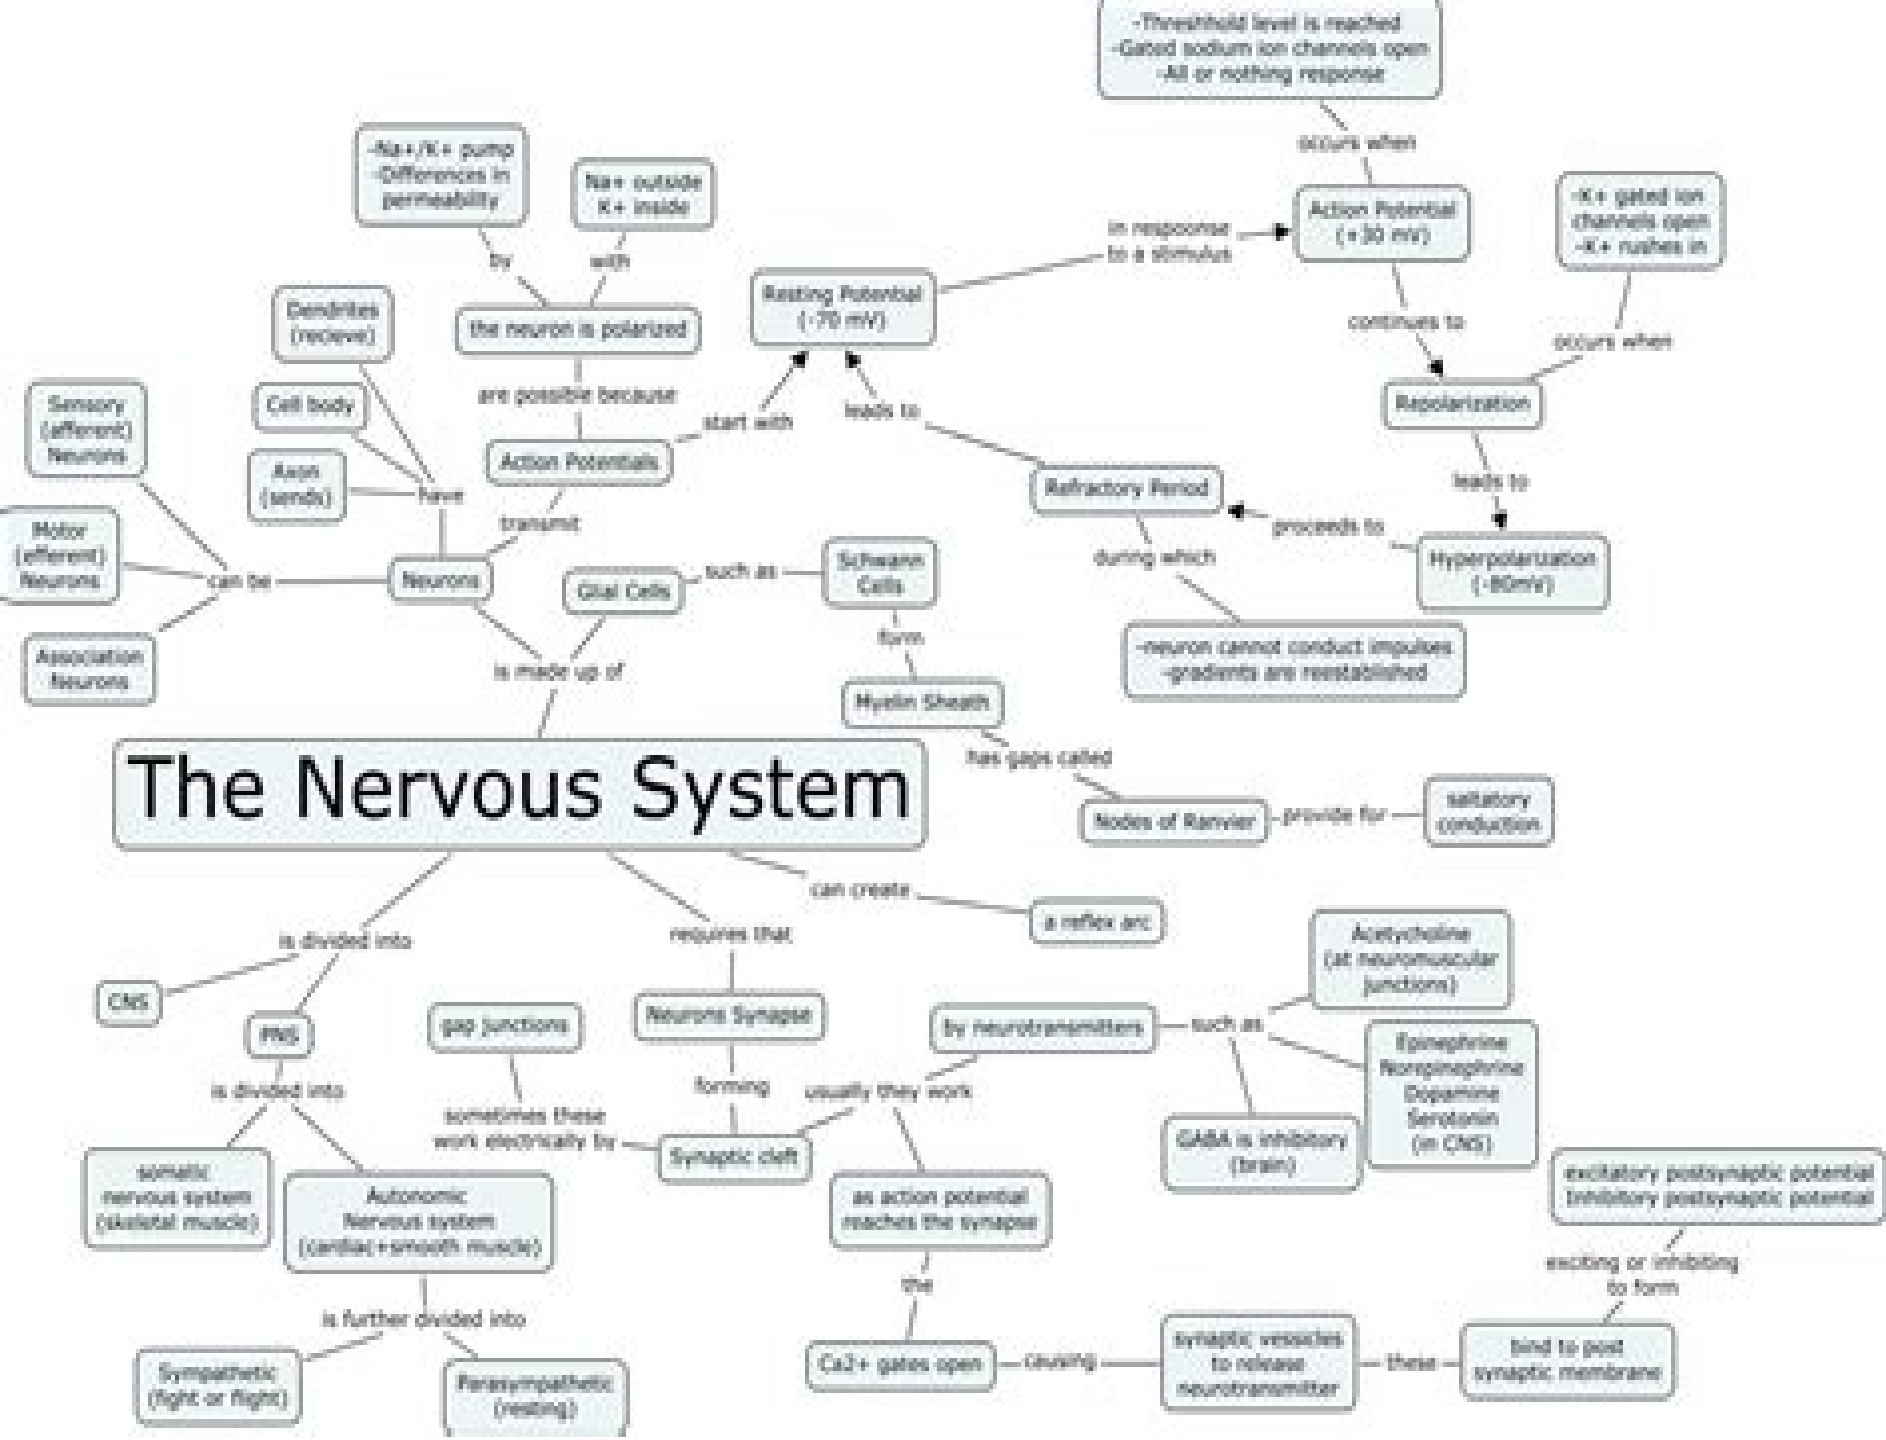 -Threshhold level is reached
-Gated sodium ion channels open
-All or nothing response
occurs when
-Na+/K+ pump
-Differences in
permeability
Na+ outside
K+ inside
by
with
Action Potential
(+30 mV)
-K+ gated ion
channels open
-K+ rushes in
in respoonse
to a stimulus
Resting Potential
(-70 mV)
Dendrites
(recieve)
the neuron is polarized
continues to
occurs when
Sensory
(afferent)
Neurons
Cell body
are possible because
start with
leads to
Repolarization
Axon
(sends)
have
Action Potentials
transmit
Refractory Period
leads to
proceeds to
Motor
(efferent)
Neurons
can be
Neurons
Glial Cells
such as
Schwann
Cells
during which
Hyperpolarization
(-80mV)
form
Association
Neurons
is made up of
-neuron cannot conduct impulses
-gradients are reestablished
Myelin Sheath
has gaps called
The Nervous System
Nodes of Ranvier
provide for
saltatory
conduction
can create
a reflex arc
is divided into
requires that
Acetycholine
(at neuromuscular
junctions)
CNS
PNS
gap junctions
Neurons Synapse
by neurotransmitters
such as
Epinephrine
Norepinephrine
Dopamine
Serotonin
(in CNS)
is divided into
forming
usually they work
sometimes these
work electrically by
Synaptic cleft
GABA is inhibitory
(brain)
somatic
nervous system
(skeletal muscle)
Autonomic
Nervous system
(cardiac+smooth muscle)
as action potential
reaches the synapse
excitatory postsynaptic potential
Inhibitory postsynaptic potential
the
exciting or inhibiting
to form
is further divided into
Sympathetic
(fight or flight)
Parasympathetic
(resting)
Ca2+ gates open
causing
synaptic vessicles
to release
neurotransmitter
these
bind to post
synaptic membrane